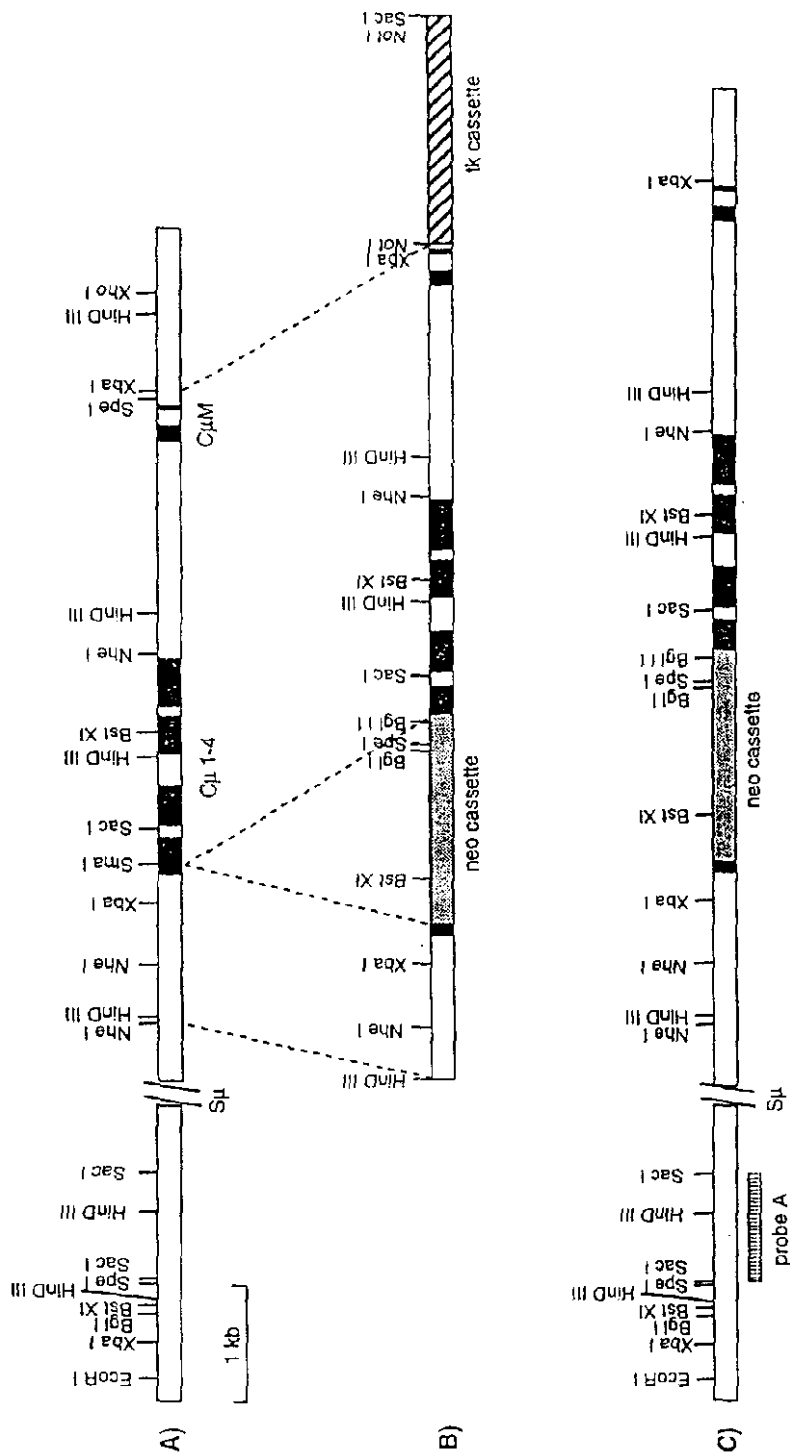 A)
EcoR I
Xba I
Bgl I
Bst XI
HinD III
Spe I
Sac I
HinD III
Sac I
Sμ
Nhe I
HinD III
Nhe I
Xba I
Sma I
Sac I
HinD III
Bst XI
Nhe I
HinD III
Spe I
Xba I
HinD III
Xho I
Cμ 1-4
CμM
1 kb
B)
HinD III
Nhe I
Xba I
Bst XI
Bgl I
Spe I
Bgl II
Sac I
HinD III
Bst XI
Nhe I
HinD III
Xba I
Not I
Not I
Sac I
neo cassette
tk cassette
C)
EcoR I
Xba I
Bgl I
Bst XI
HinD III
Spe I
Sac I
HinD III
Sac I
Sμ
Nhe I
HinD III
Nhe I
Xba I
Bst XI
Bgl I
Spe I
Bgl II
Sac I
HinD III
Bst XI
Nhe I
HinD III
Xba I
probe A
neo cassette